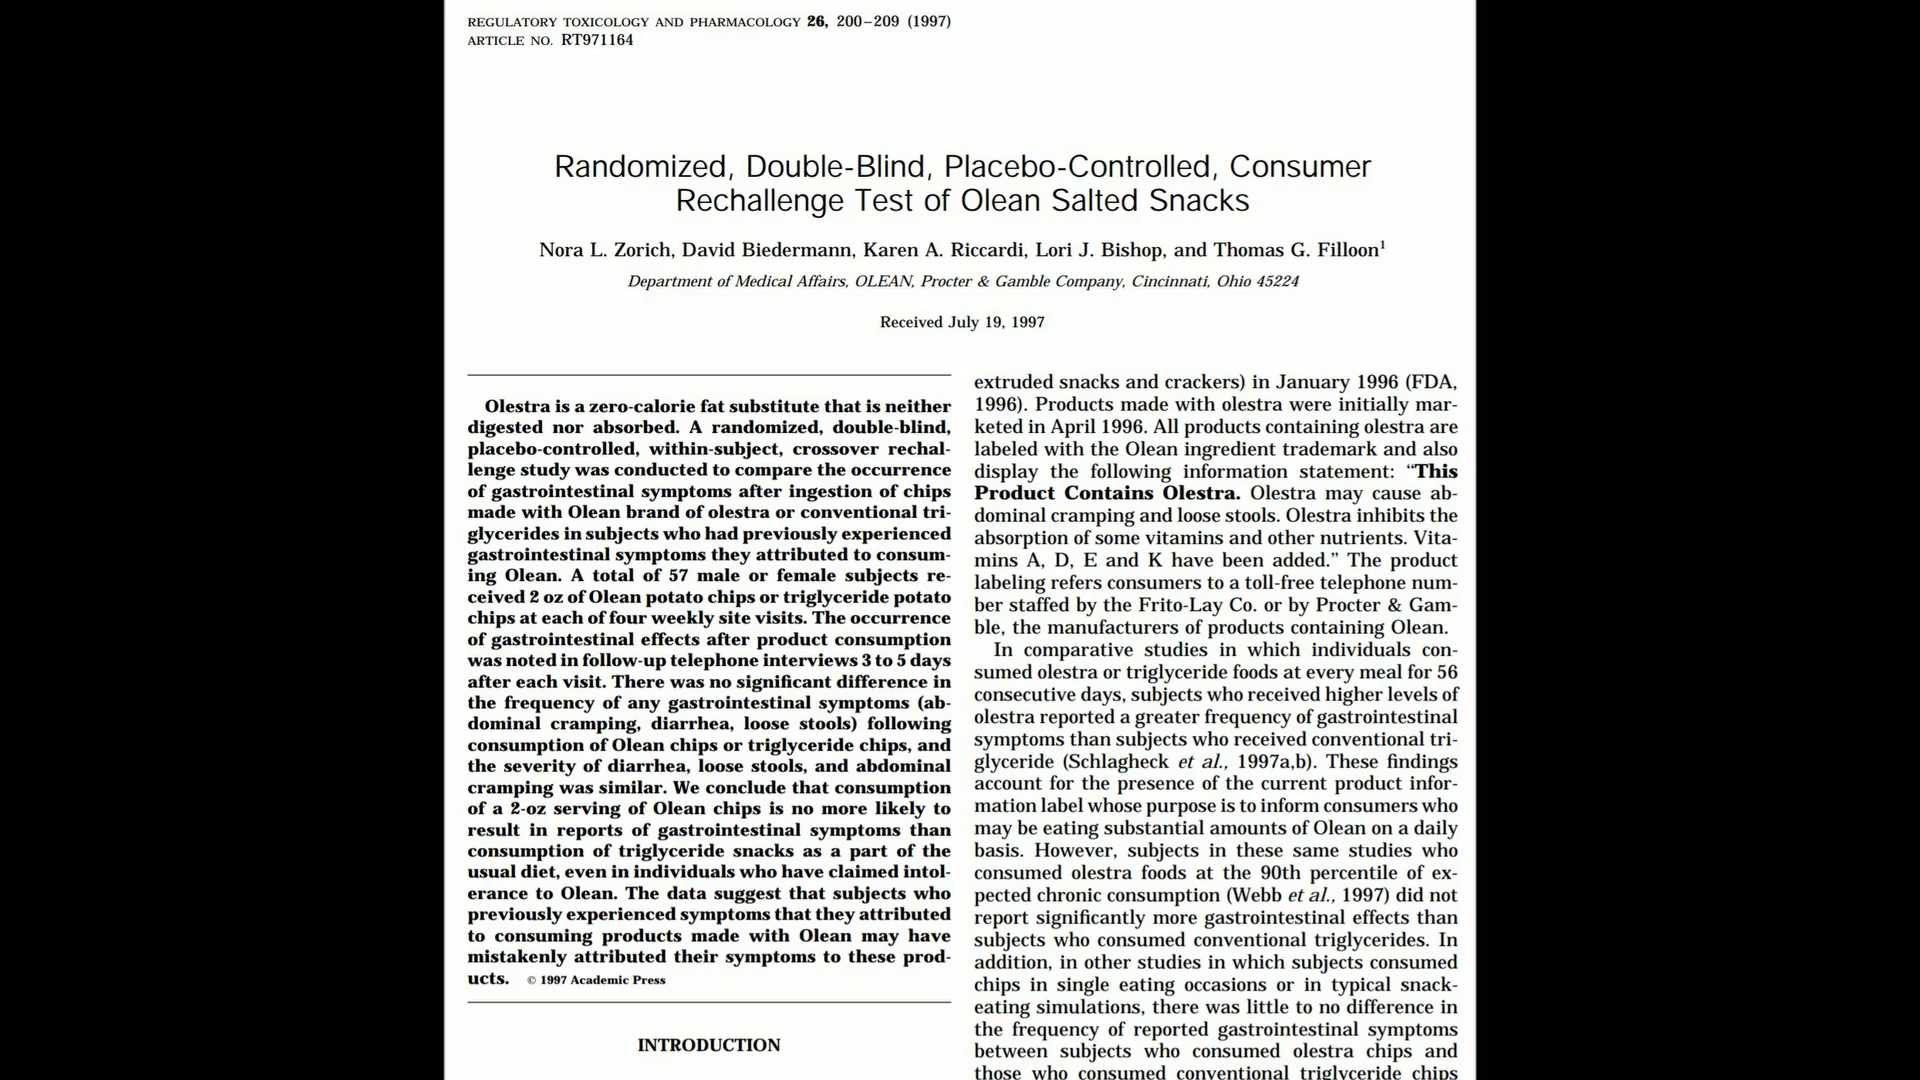 REGULATORY TOXICOLOGY AND PHARMACOLOGY 26, 200–209 (1997)
ARTICLE NO. RT971164
Randomized, Double-Blind, Placebo-Controlled, Consumer
Rechallenge Test of Olean Salted Snacks
Nora L. Zorich, David Biedermann, Karen A. Riccardi, Lori J. Bishop, and Thomas G. Filloon1
Department of Medical Affairs, OLEAN, Procter & Gamble Company, Cincinnati, Ohio 45224
Received July 19, 1997
Olestra is a zero-calorie fat substitute that is neither
digested nor absorbed. A randomized, double-blind,
placebo-controlled, within-subject, crossover rechal-
lenge study was conducted to compare the occurrence
of gastrointestinal symptoms after ingestion of chips
made with Olean brand of olestra or conventional tri-
glycerides in subjects who had previously experienced
gastrointestinal symptoms they attributed to consum-
ing Olean. A total of 57 male or female subjects re-
ceived 2 oz of Olean potato chips or triglyceride potato
chips at each of four weekly site visits. The occurrence
of gastrointestinal effects after product consumption
was noted in follow-up telephone interviews 3 to 5 days
after each visit. There was no significant difference in
the frequency of any gastrointestinal symptoms (ab-
dominal cramping, diarrhea, loose stools) following
consumption of Olean chips or triglyceride chips, and
the severity of diarrhea, loose stools, and abdominal
cramping was similar. We conclude that consumption
of a 2-oz serving of Olean chips is no more likely to
result in reports of gastrointestinal symptoms than
consumption of triglyceride snacks as a part of the
usual diet, even in individuals who have claimed intol-
erance to Olean. The data suggest that subjects who
previously experienced symptoms that they attributed
to consuming products made with Olean may have
mistakenly attributed their symptoms to these prod-
ucts. © 1997 Academic Press
INTRODUCTION
extruded snacks and crackers) in January 1996 (FDA,
1996). Products made with olestra were initially mar-
keted in April 1996. All products containing olestra are
labeled with the Olean ingredient trademark and also
display the following information statement: “This
Product Contains Olestra. Olestra may cause ab-
dominal cramping and loose stools. Olestra inhibits the
absorption of some vitamins and other nutrients. Vita-
mins A, D, E and K have been added.” The product
labeling refers consumers to a toll-free telephone num-
ber staffed by the Frito-Lay Co. or by Procter & Gam-
ble, the manufacturers of products containing Olean.
In comparative studies in which individuals con-
sumed olestra or triglyceride foods at every meal for 56
consecutive days, subjects who received higher levels of
olestra reported a greater frequency of gastrointestinal
symptoms than subjects who received conventional tri-
glyceride (Schlagheck et al., 1997a,b). These findings
account for the presence of the current product infor-
mation label whose purpose is to inform consumers who
may be eating substantial amounts of Olean on a daily
basis. However, subjects in these same studies who
consumed olestra foods at the 90th percentile of ex-
pected chronic consumption (Webb et al., 1997) did not
report significantly more gastrointestinal effects than
subjects who consumed conventional triglycerides. In
addition, in other studies in which subjects consumed
chips in single eating occasions or in typical snack-
eating simulations, there was little to no difference in
the frequency of reported gastrointestinal symptoms
between subjects who consumed olestra chips and
those who consumed conventional triglyceride chips